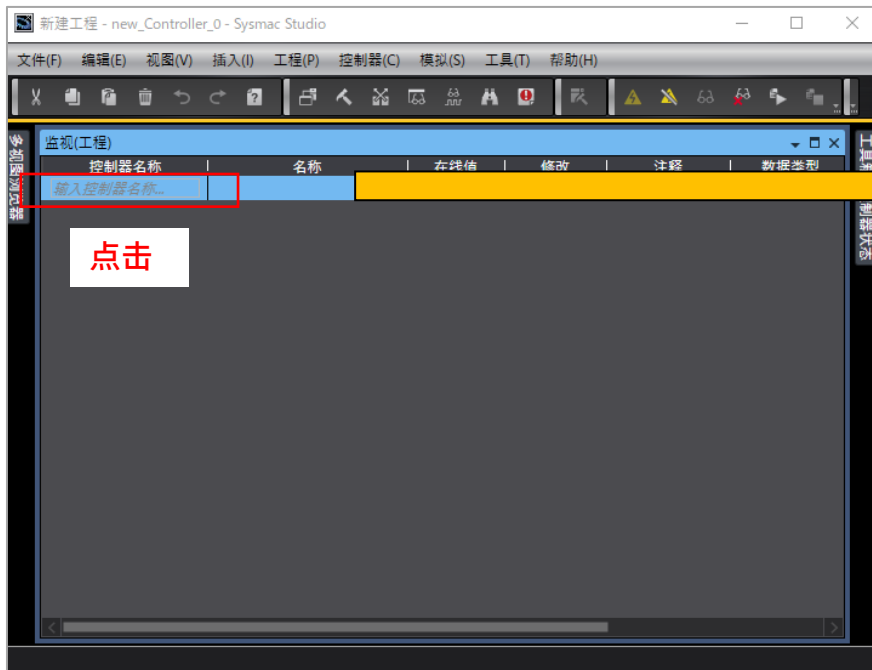 新建工程 - new_Controller_0 - Sysmac Studio
文件(F) 编辑(E) 视图(V) 插入(I) 工程(P) 控制器(C) 模拟(S) 工具(T) 帮助(H)
多视图浏览器
监视(工程)
控制器名称 名称 在线值 修改 注释 数据类型
输入控制器名称...
点击
工具
制器状态